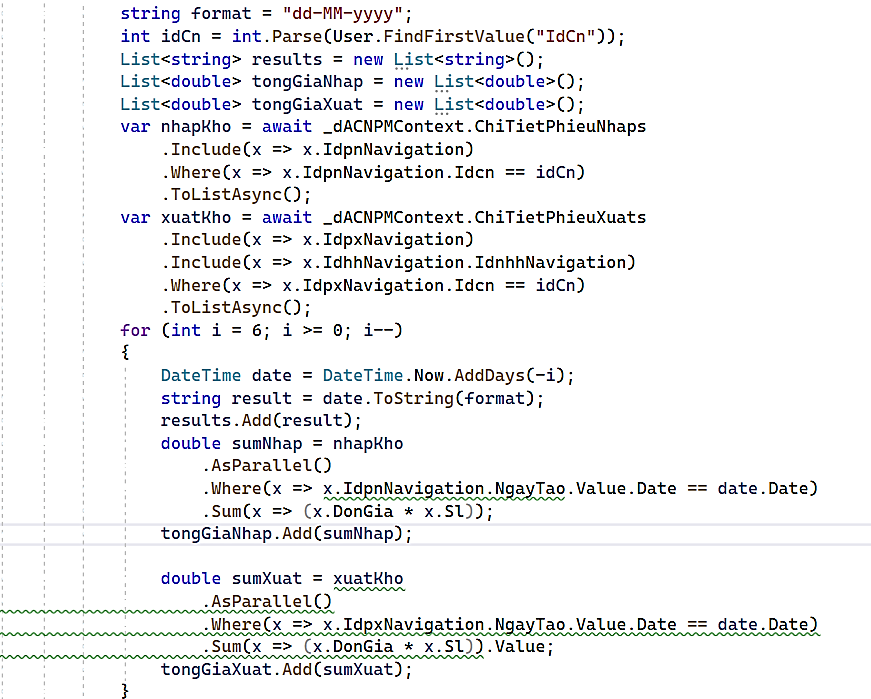 string format = "dd-MM-yyyy";
int idCn = int.Parse(User.FindFirstValue("IdCn"));
List<string> results = new List<string>();
List<double> tongGiaNhap = new List<double>();
List<double> tongGiaXuat = new List<double>();
var nhapKho = await _dACNPMContext.ChiTietPhieuNhaps
.Include(x => x.IdpnNavigation)
.Where(x => x.IdpnNavigation.Idcn == idCn)
.ToListAsync();
var xuatKho = await _dACNPMContext.ChiTietPhieuXuats
.Include(x => x.IdpxNavigation)
.Include(x => x.IdhhNavigation.IdnhhNavigation)
.Where(x => x.IdpxNavigation.Idcn == idCn)
.ToListAsync();
for (int i = 6; i >= 0; i--)
{
DateTime date = DateTime.Now.AddDays(-i);
string result = date.ToString(format);
results.Add(result);
double sumNhap = nhapKho
.AsParallel()
.Where(x => x.IdpnNavigation.NgayTao.Value.Date == date.Date)
.Sum(x => (x.DonGia * x.Sl));
tongGiaNhap.Add(sumNhap);
double sumXuat = xuatKho
.AsParallel()
.Where(x => x.IdpxNavigation.NgayTao.Value.Date == date.Date)
.Sum(x => (x.DonGia * x.Sl)).Value;
tongGiaXuat.Add(sumXuat);
}